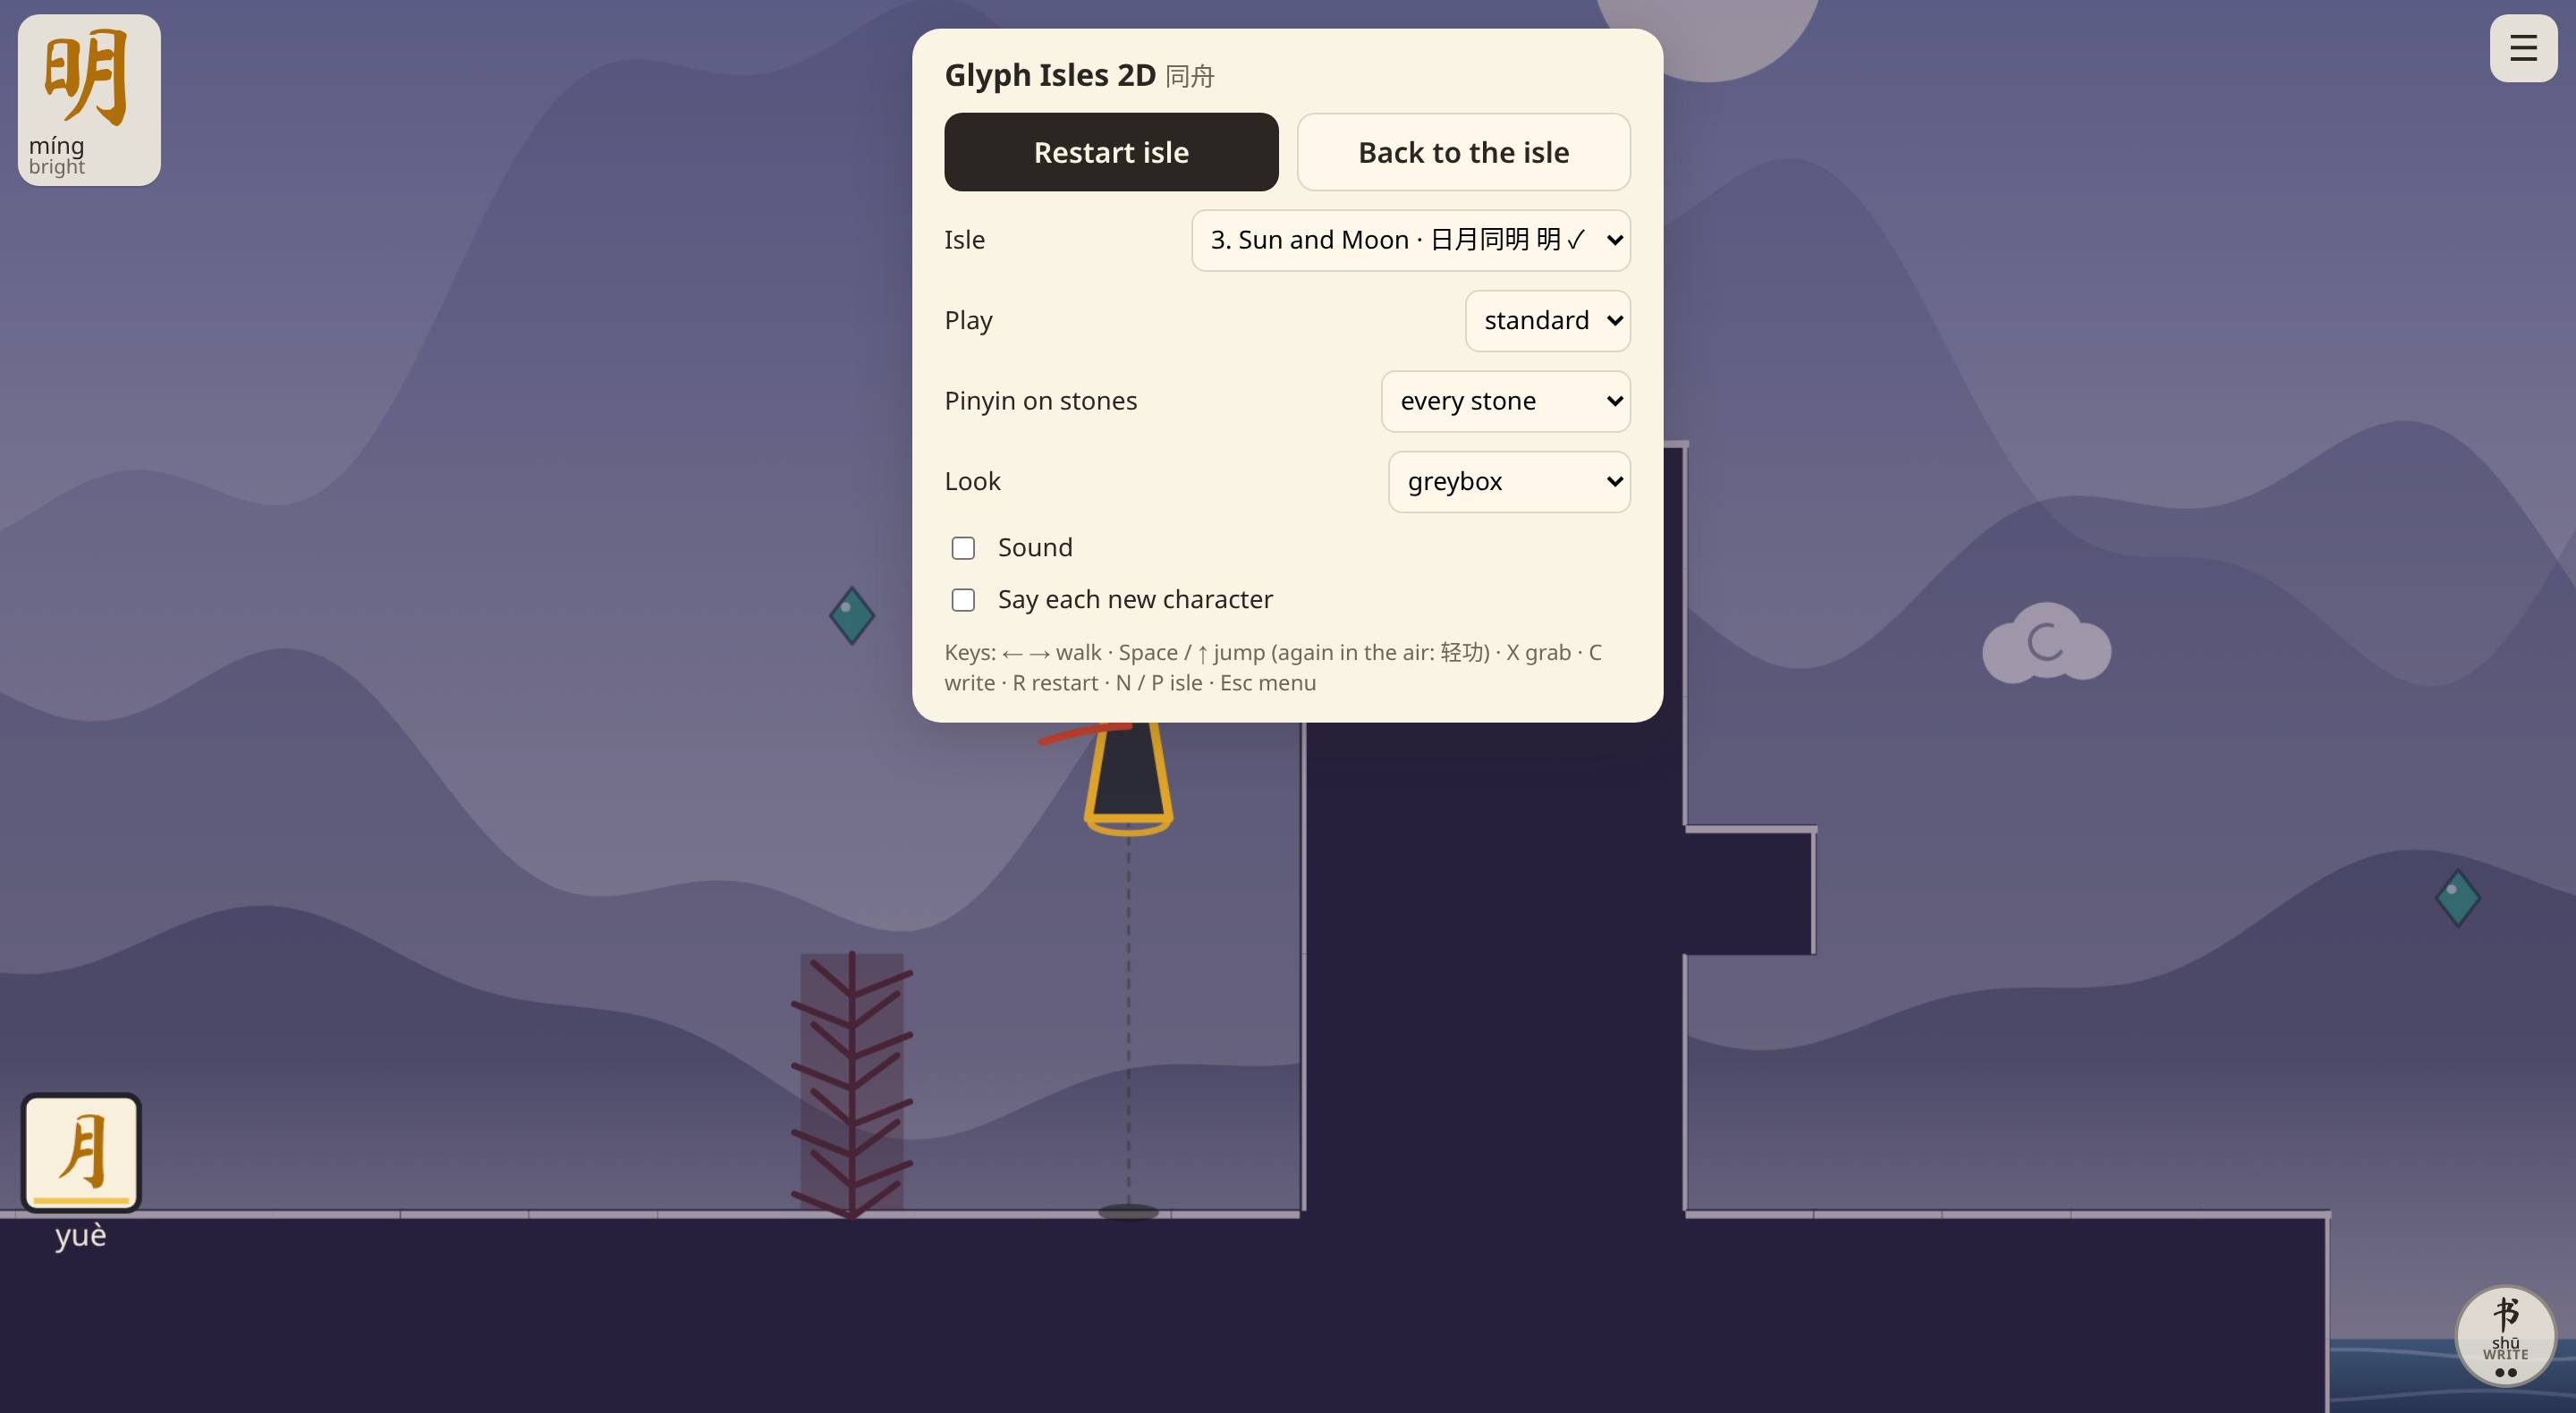 明
míng
bright
☰
Glyph Isles 2D 同舟
Restart isle
Back to the isle
Isle
3. Sun and Moon · 日月同明 明 ✓
Play
standard
Pinyin on stones
every stone
Look
greybox
Sound
Say each new character
Keys: ←→ walk · Space / ↑ jump (again in the air: 轻功) · X grab · C
write · R restart · N / P isle · Esc menu
月
yuè
书
shū
WRITE